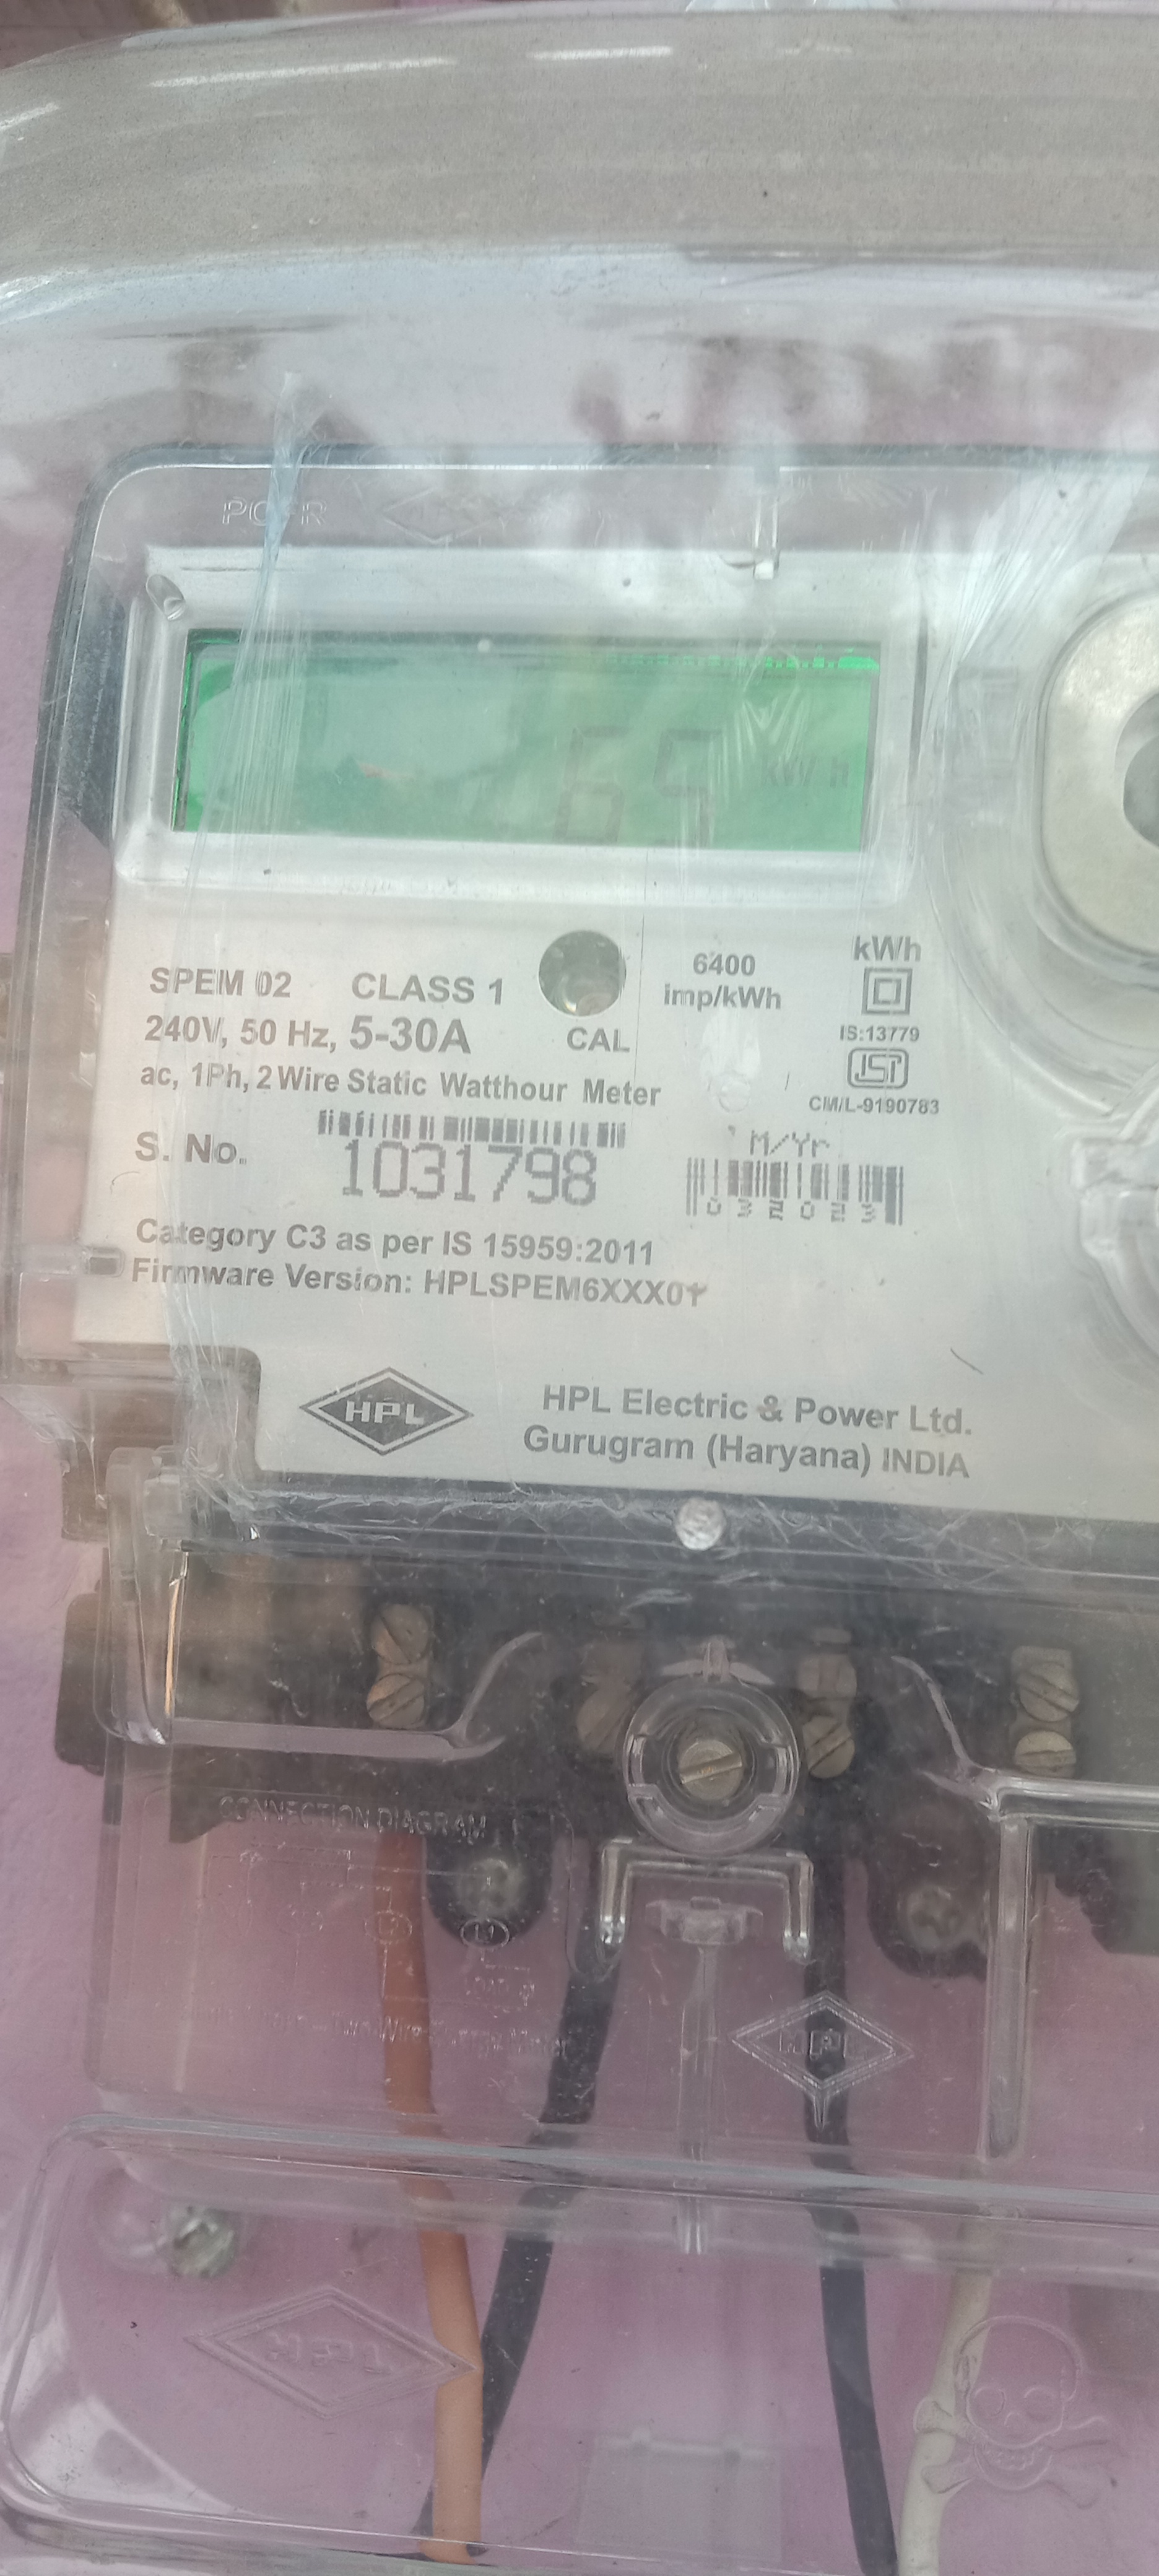 65 kWh
SPEM 02 CLASS 1
240V, 50 Hz, 5-30A
CAL
6400
imp/kWh
kWh
IS:13779
ISI
CM/L-9190783
ac, 1Ph, 2 Wire Static Watthour Meter
S. No.
1031798
M/Yr
Category C3 as per IS 15959:2011
Firmware Version: HPLSPEM6XXX01
HPL
HPL Electric & Power Ltd.
Gurugram (Haryana) INDIA
CONNECTION DIAGRAM
L1
HPL
HPL